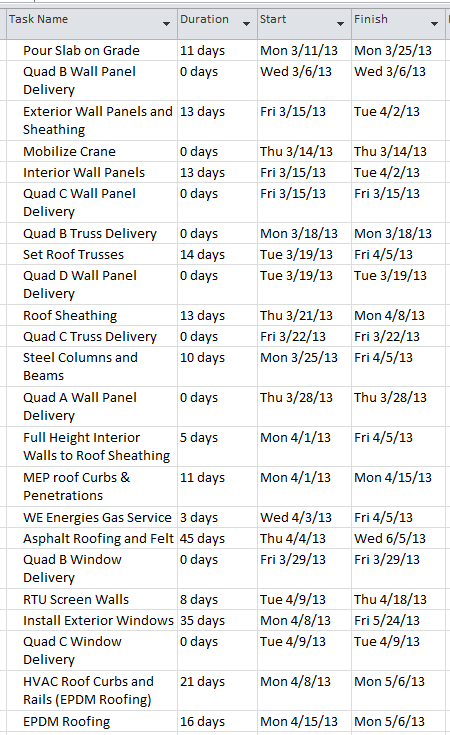 Task Name Duration Start Finish
Pour Slab on Grade 11 days Mon 3/11/13 Mon 3/25/13
Quad B Wall Panel 0 days Wed 3/6/13 Wed 3/6/13
Delivery
Exterior Wall Panels and 13 days Fri 3/15/13 Tue 4/2/13
Sheathing
Mobilize Crane 0 days Thu 3/14/13 Thu 3/14/13
Interior Wall Panels 13 days Fri 3/15/13 Tue 4/2/13
Quad C Wall Panel 0 days Fri 3/15/13 Fri 3/15/13
Delivery
Quad B Truss Delivery 0 days Mon 3/18/13 Mon 3/18/13
Set Roof Trusses 14 days Tue 3/19/13 Fri 4/5/13
Quad D Wall Panel 0 days Tue 3/19/13 Tue 3/19/13
Delivery
Roof Sheathing 13 days Thu 3/21/13 Mon 4/8/13
Quad C Truss Delivery 0 days Fri 3/22/13 Fri 3/22/13
Steel Columns and 10 days Mon 3/25/13 Fri 4/5/13
Beams
Quad A Wall Panel 0 days Thu 3/28/13 Thu 3/28/13
Delivery
Full Height Interior 5 days Mon 4/1/13 Fri 4/5/13
Walls to Roof Sheathing
MEP roof Curbs & 11 days Mon 4/1/13 Mon 4/15/13
Penetrations
WE Energies Gas Service 3 days Wed 4/3/13 Fri 4/5/13
Asphalt Roofing and Felt 45 days Thu 4/4/13 Wed 6/5/13
Quad B Window 0 days Fri 3/29/13 Fri 3/29/13
Delivery
RTU Screen Walls 8 days Tue 4/9/13 Thu 4/18/13
Install Exterior Windows 35 days Mon 4/8/13 Fri 5/24/13
Quad C Window 0 days Tue 4/9/13 Tue 4/9/13
Delivery
HVAC Roof Curbs and 21 days Mon 4/8/13 Mon 5/6/13
Rails (EPDM Roofing)
EPDM Roofing 16 days Mon 4/15/13 Mon 5/6/13